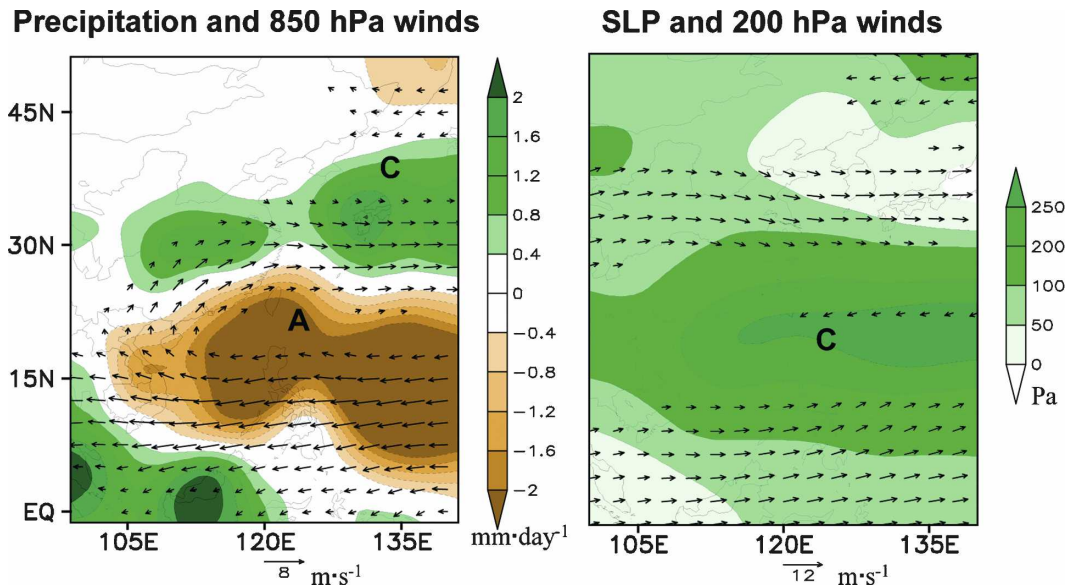 Precipitation and 850 hPa winds
SLP and 200 hPa winds
45N
30N
15N
EQ
105E
120E
135E
8 m·s⁻¹
C
A
2
1.6
1.2
0.8
0.4
0
−0.4
−0.8
−1.2
−1.6
−2
mm·day⁻¹
C
105E
120E
135E
12 m·s⁻¹
250
200
100
50
0
Pa